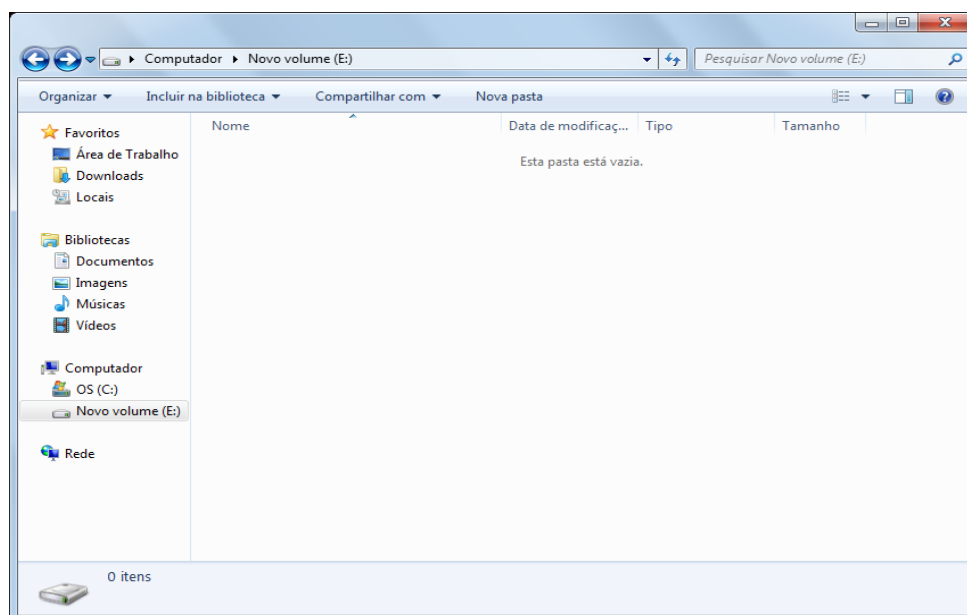 Computador Novo volume (E:)
Pesquisar Novo volume (E:)
Organizar Incluir na biblioteca Compartilhar com Nova pasta
Nome Data de modificaç... Tipo Tamanho
Esta pasta está vazia.
Favoritos
Área de Trabalho
Downloads
Locais
Bibliotecas
Documentos
Imagens
Músicas
Vídeos
Computador
OS (C:)
Novo volume (E:)
Rede
0 itens